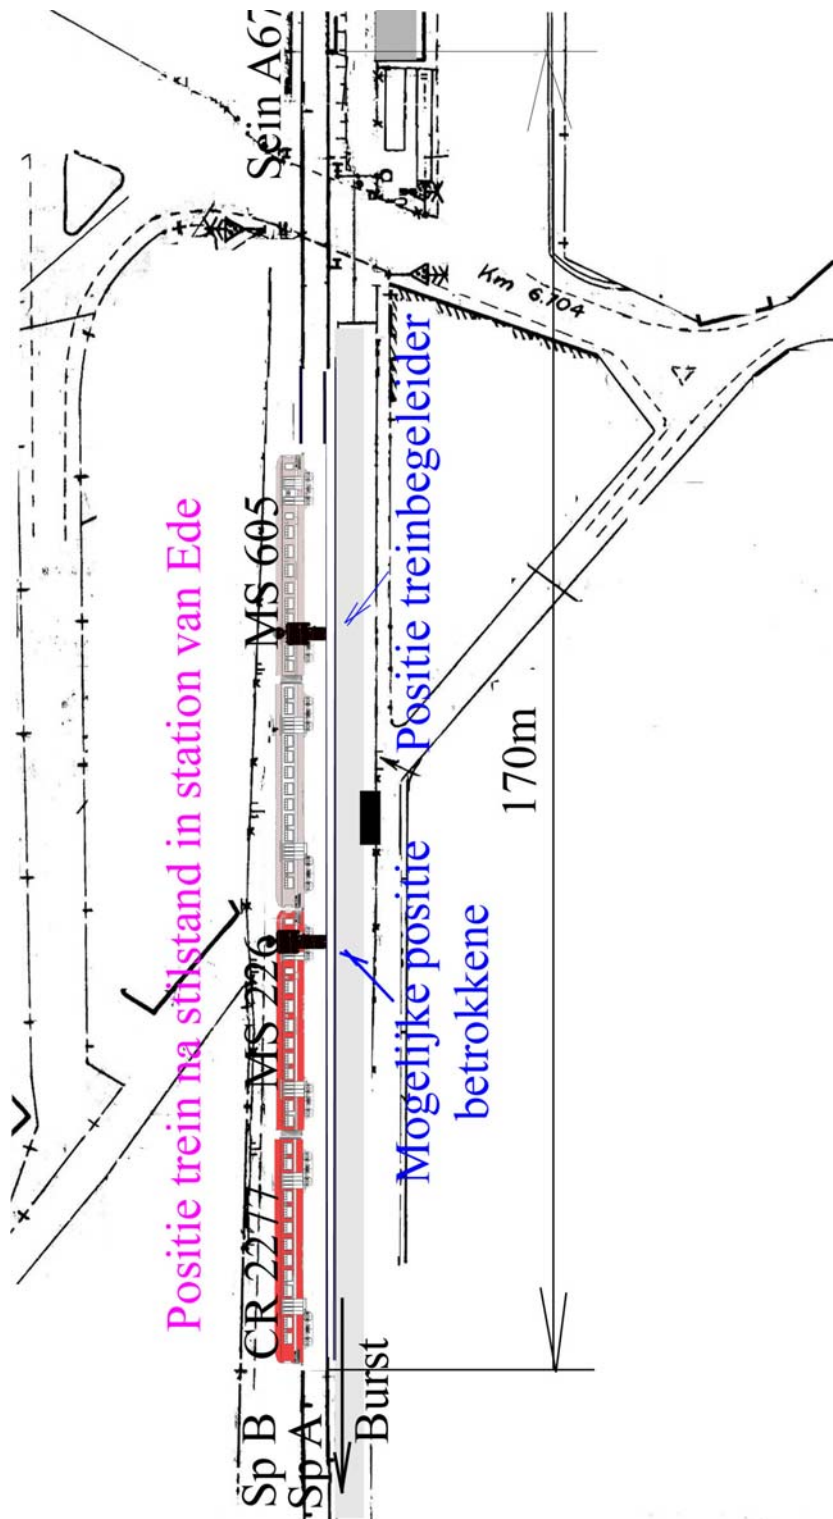 Positie trein na stilstand in station van Ede
Sein A67
MS 605
MS 226
CR 2277
Sp B
Sp A
Burst
Positie treinbegeleider
Mogelijke positie
betrokkene
170m
Km 6.704